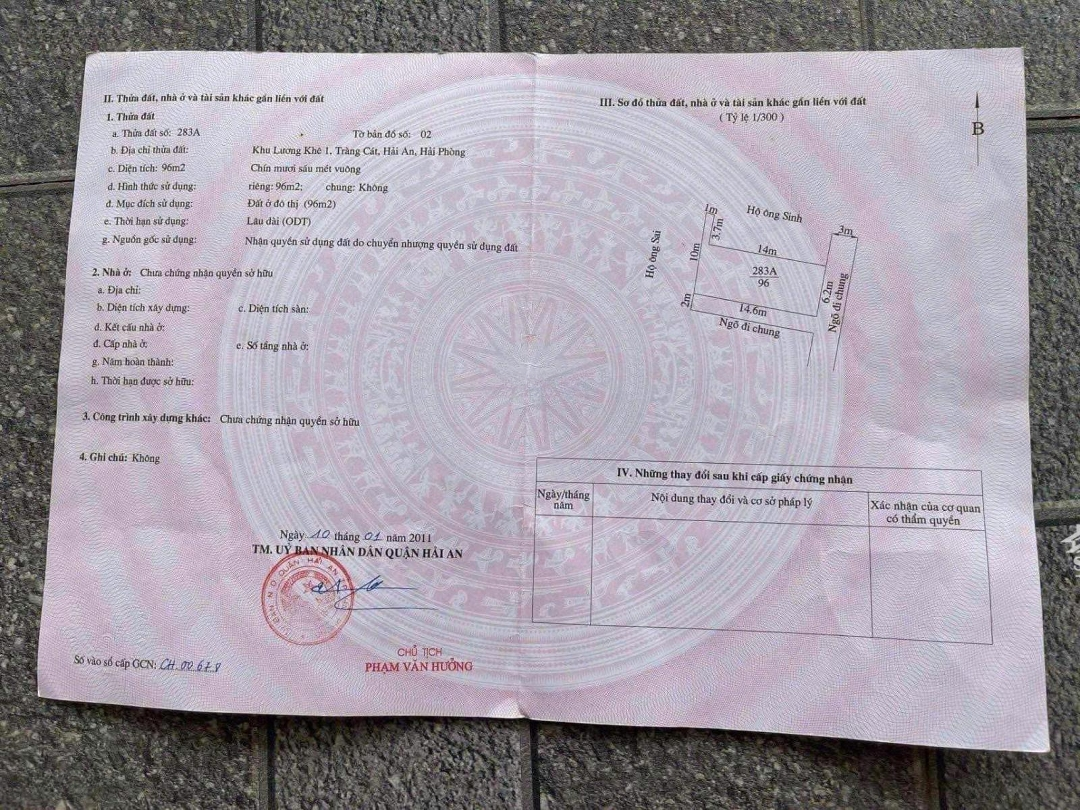 II. Thửa đất, nhà ở và tài sản khác gắn liền với đất
1. Thửa đất
a. Thửa đất số: 283A Tờ bản đồ số: 02
b. Địa chỉ thửa đất: Khu Lương Khê 1, Tràng Cát, Hải An, Hải Phòng
c. Diện tích: 96m2 Chín mươi sáu mét vuông
d. Hình thức sử dụng: riêng: 96m2; chung: Không
d. Mục đích sử dụng: Đất ở đô thị (96m2)
e. Thời hạn sử dụng: Lâu dài (ODT)
g. Nguồn gốc sử dụng: Nhận quyền sử dụng đất do chuyển nhượng quyền sử dụng đất
2. Nhà ở: Chưa chứng nhận quyền sở hữu
a. Địa chỉ:
b. Diện tích xây dựng: c. Diện tích sàn:
d. Kết cấu nhà ở:
d. Cấp nhà ở: e. Số tầng nhà ở:
g. Năm hoàn thành:
h. Thời hạn được sở hữu:
3. Công trình xây dựng khác: Chưa chứng nhận quyền sở hữu
4. Ghi chú: Không
Ngày 10 tháng 01 năm 2011
TM. UỶ BAN NHÂN DÂN QUẬN HẢI AN
CHỦ TỊCH
PHẠM VĂN HƯỞNG
Số vào sổ cấp GCN: CH 00678
III. Sơ đồ thửa đất, nhà ở và tài sản khác gắn liền với đất
( Tỷ lệ 1/300 )
B
1m
Hộ ông Sinh
3.7m
3m
Hộ ông Sai
10m
14m
283A
96
6.2m
2m
14.6m
Ngõ đi chung
Ngõ đi chung
IV. Những thay đổi sau khi cấp giấy chứng nhận
Ngày/tháng năm
Nội dung thay đổi và cơ sở pháp lý
Xác nhận của cơ quan
có thẩm quyền